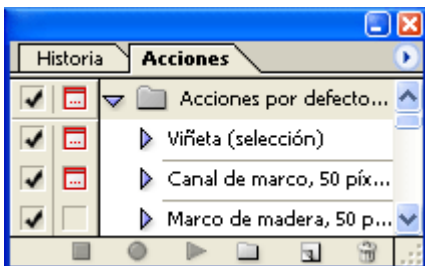 Historia Acciones
Acciones por defecto...
Viñeta (selección)
Canal de marco, 50 píx...
Marco de madera, 50 p...